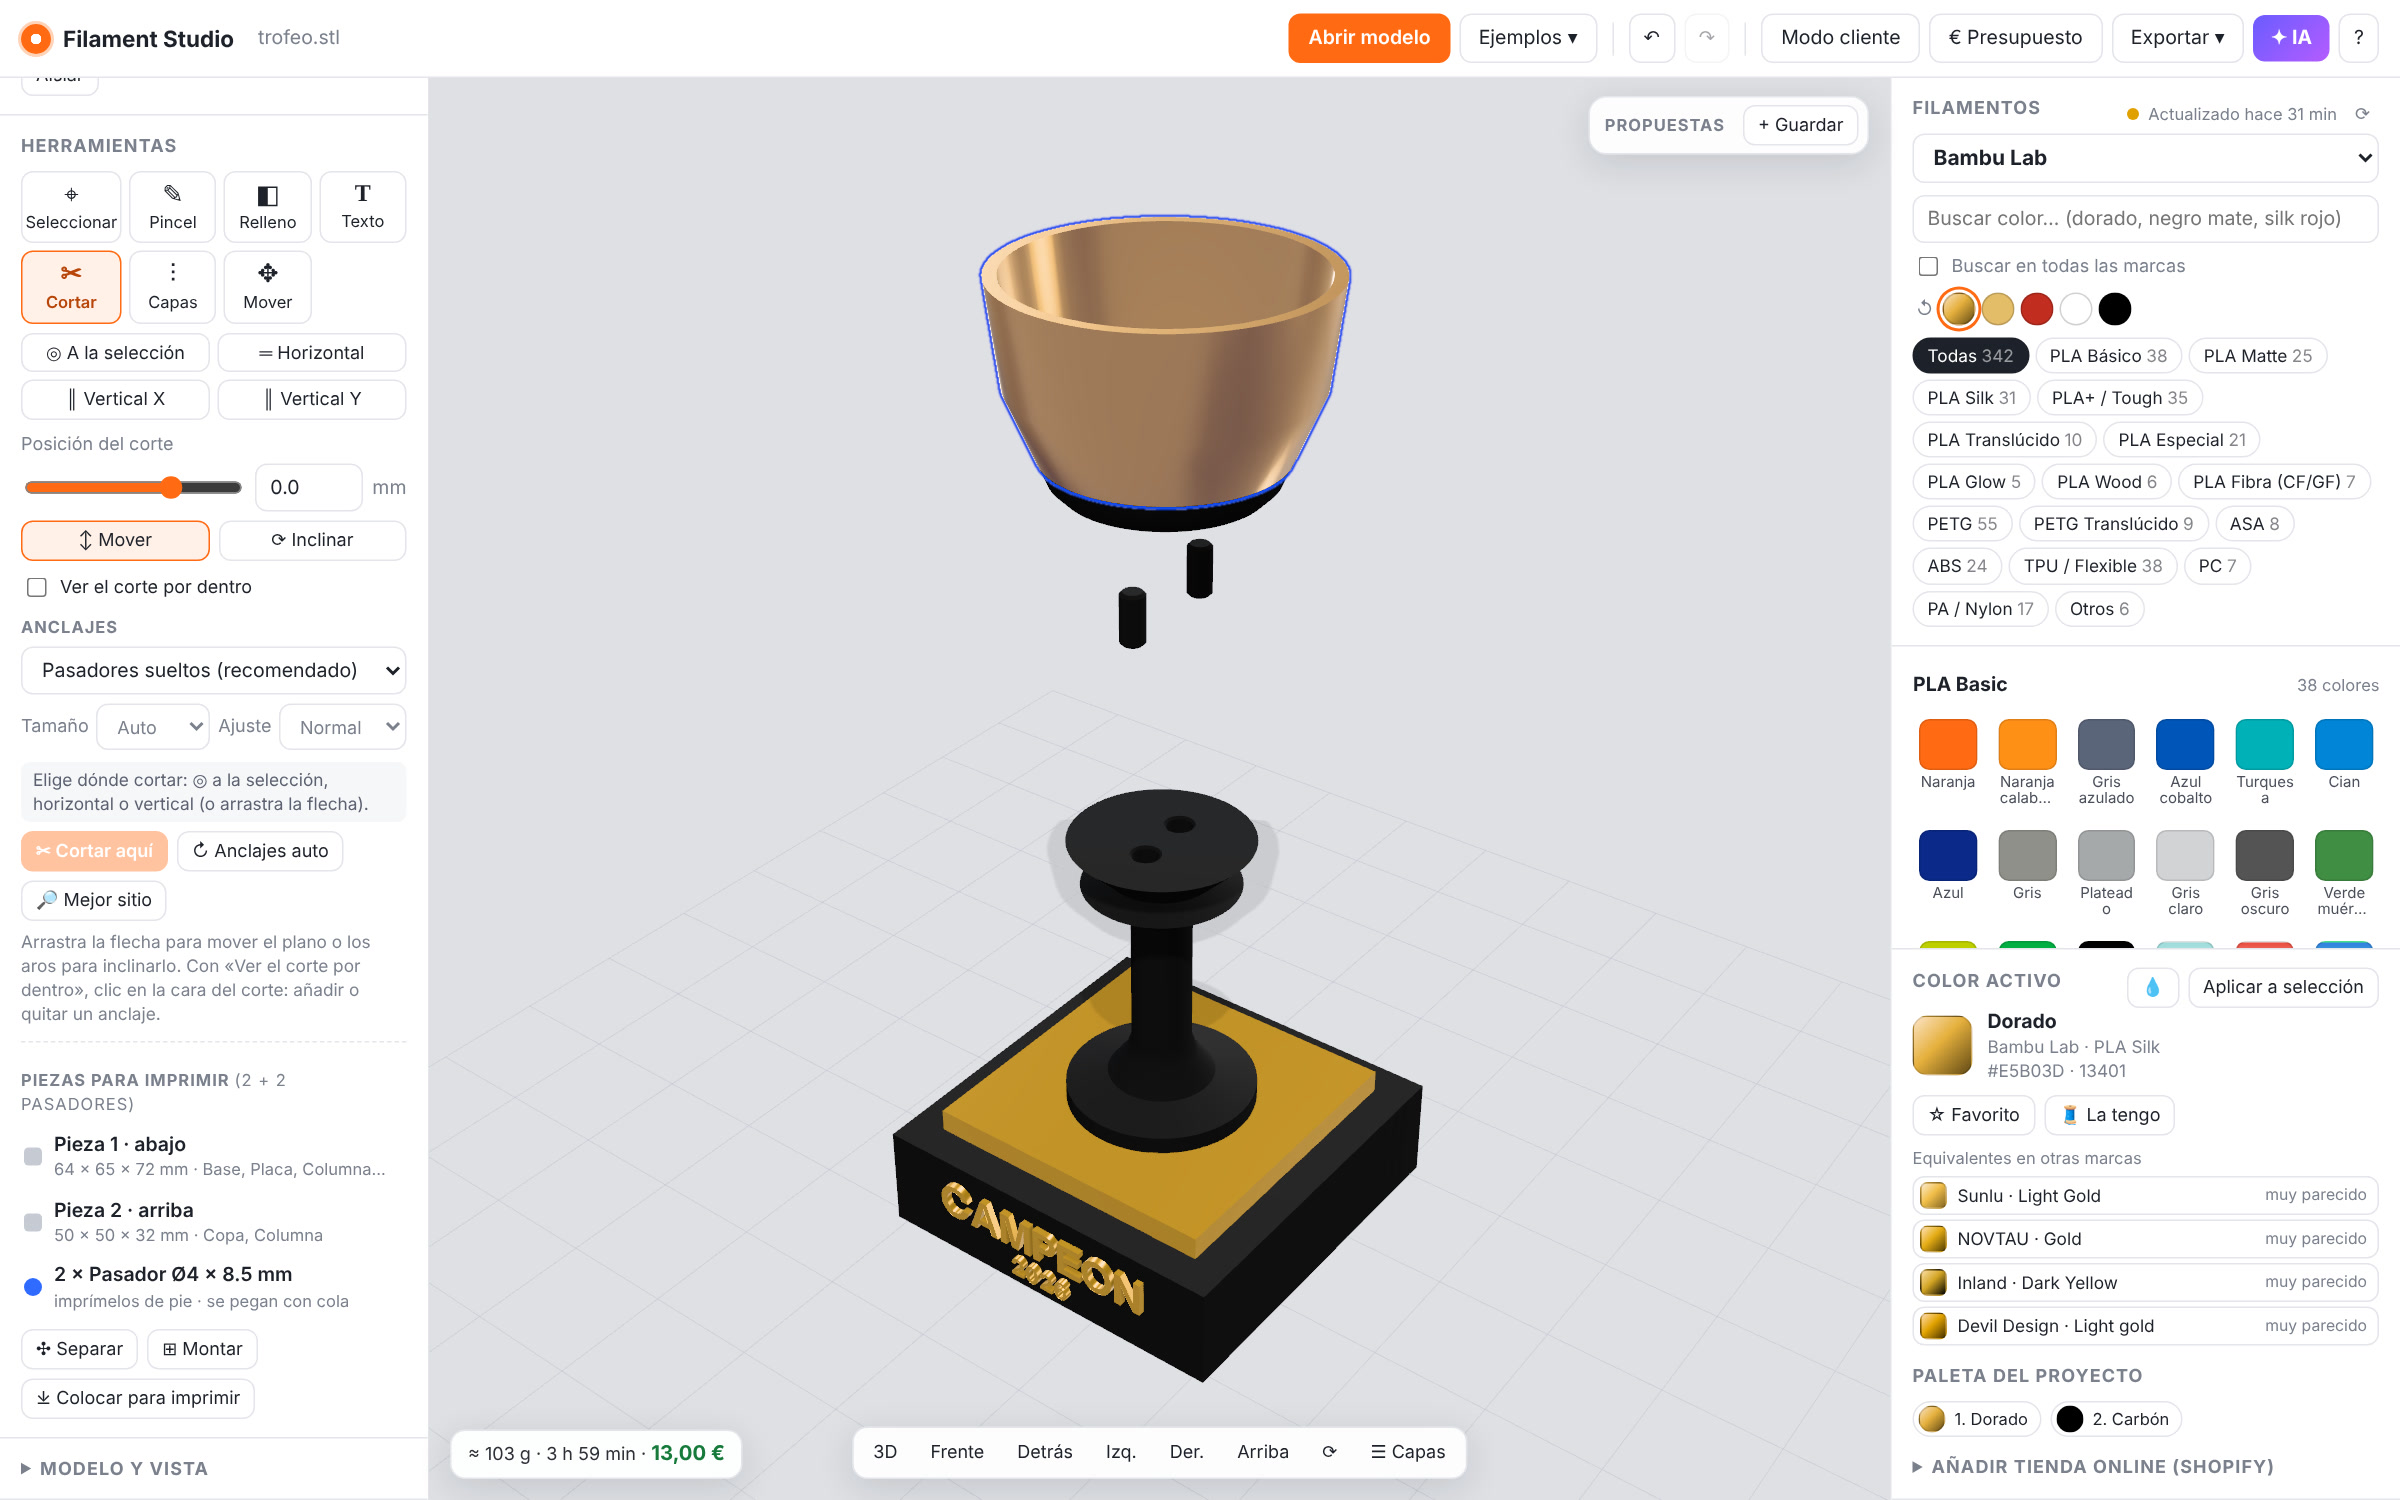 Filament Studio
trofeo.stl
Abrir modelo
Ejemplos ▾
↶
↷
Modo cliente
€ Presupuesto
Exportar ▾
✦ IA
?
Aislar
HERRAMIENTAS
Seleccionar
Pincel
Relleno
T
Texto
Cortar
Capas
Mover
◎ A la selección
Horizontal
Vertical X
Vertical Y
Posición del corte
0.0
mm
↕ Mover
⟳ Inclinar
Ver el corte por dentro
ANCLAJES
Pasadores sueltos (recomendado)
Tamaño
Auto
Ajuste
Normal
Elige dónde cortar: ◎ a la selección,
horizontal o vertical (o arrastra la flecha).
✂ Cortar aquí
↻ Anclajes auto
🔎 Mejor sitio
Arrastra la flecha para mover el plano o los
aros para inclinarlo. Con «Ver el corte por
dentro», clic en la cara del corte: añadir o
quitar un anclaje.
PIEZAS PARA IMPRIMIR (2 + 2
PASADORES)
Pieza 1 · abajo
64 × 65 × 72 mm · Base, Placa, Columna...
Pieza 2 · arriba
50 × 50 × 32 mm · Copa, Columna
2 × Pasador Ø4 × 8.5 mm
imprímelos de pie · se pegan con cola
✣ Separar
⊞ Montar
Colocar para imprimir
▶ MODELO Y VISTA
PROPUESTAS
+ Guardar
CAMPEON
2026
≈ 103 g · 3 h 59 min · 13,00 €
3D
Frente
Detrás
Izq.
Der.
Arriba
⟳
☰ Capas
FILAMENTOS
Actualizado hace 31 min
⟳
Bambu Lab
Buscar color... (dorado, negro mate, silk rojo)
Buscar en todas las marcas
Todas 342
PLA Básico 38
PLA Matte 25
PLA Silk 31
PLA+ / Tough 35
PLA Translúcido 10
PLA Especial 21
PLA Glow 5
PLA Wood 6
PLA Fibra (CF/GF) 7
PETG 55
PETG Translúcido 9
ASA 8
ABS 24
TPU / Flexible 38
PC 7
PA / Nylon 17
Otros 6
PLA Basic
38 colores
Naranja
Naranja
calab...
Gris
azulado
Azul
cobalto
Turques
a
Cian
Azul
Gris
Platead
o
Gris
claro
Gris
oscuro
Verde
muér...
COLOR ACTIVO
💧
Aplicar a selección
Dorado
Bambu Lab · PLA Silk
#E5B03D · 13401
☆ Favorito
🧵 La tengo
Equivalentes en otras marcas
Sunlu · Light Gold
muy parecido
NOVTAU · Gold
muy parecido
Inland · Dark Yellow
muy parecido
Devil Design · Light gold
muy parecido
PALETA DEL PROYECTO
1. Dorado
2. Carbón
▶ AÑADIR TIENDA ONLINE (SHOPIFY)